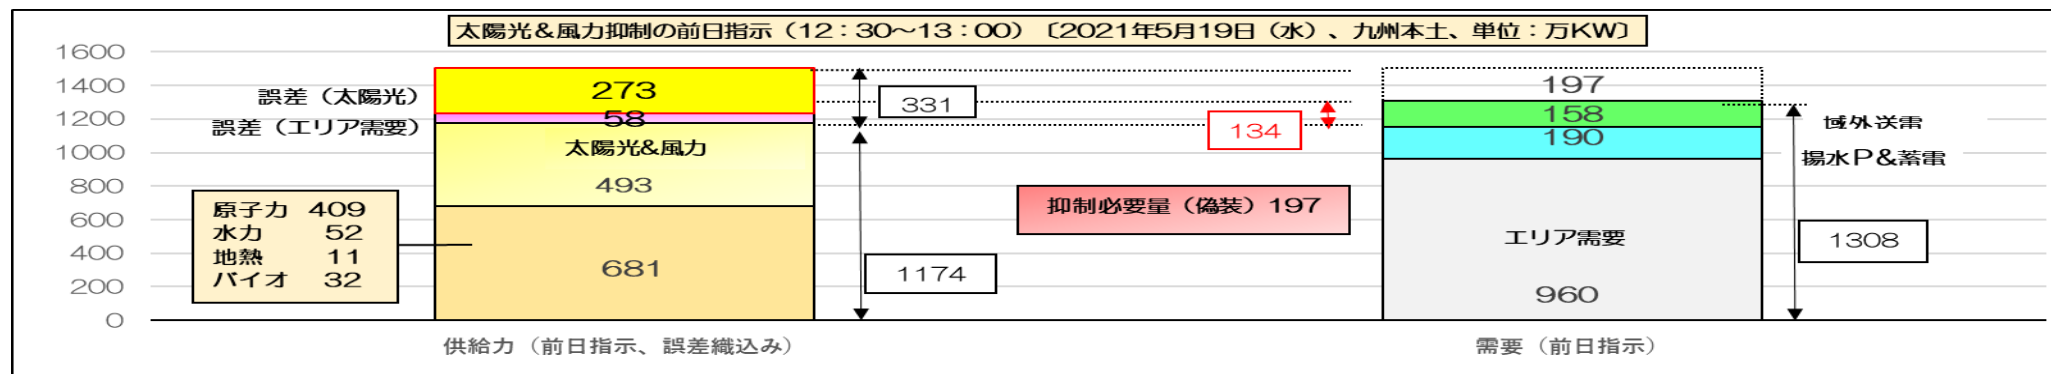 太陽光&風力抑制の前日指示（12：30～13：00）〔2021年5月19日（水）、九州本土、単位：万KW〕
1600
1400
1200
1000
800
600
400
200
0
誤差（太陽光）
誤差（エリア需要）
273
58
太陽光&風力
493
681
原子力 409
水力 52
地熱 11
バイオ 32
331
1174
134
抑制必要量（偽装）197
197
158
190
エリア需要
960
域外送電
揚水P&蓄電
1308
供給力（前日指示、誤差織込み）
需要（前日指示）